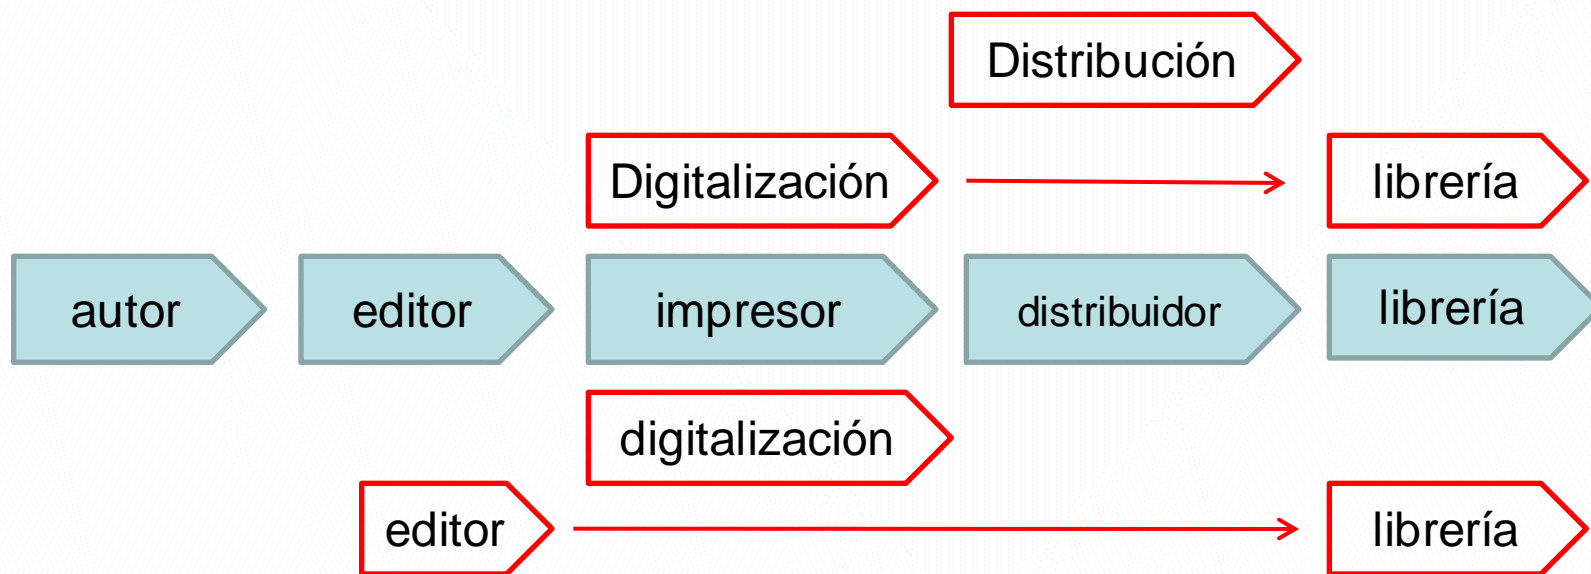 Distribución
Digitalización
librería
autor
editor
impresor
distribuidor
librería
digitalización
editor
librería